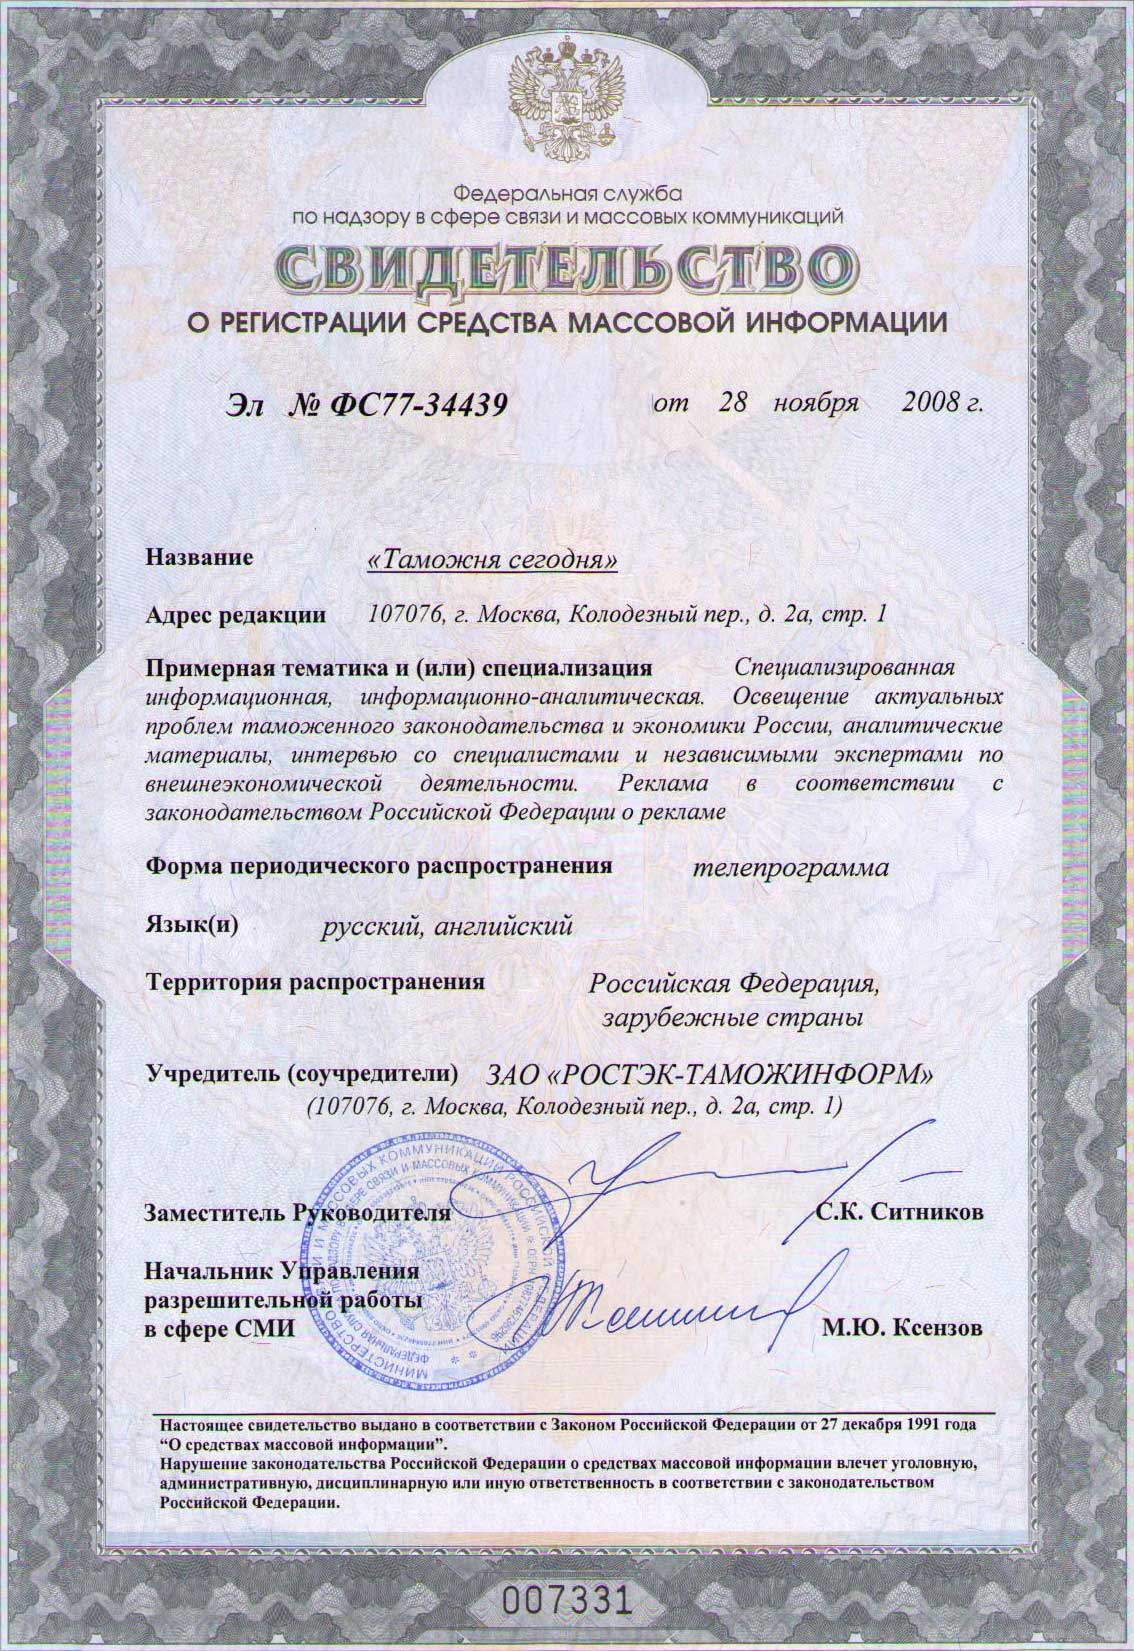 Федеральная служба
по надзору в сфере связи и массовых коммуникаций
СВИДЕТЕЛЬСТВО
О РЕГИСТРАЦИИ СРЕДСТВА МАССОВОЙ ИНФОРМАЦИИ
Эл № ФС77-34439 от 28 ноября 2008 г.
Название «Таможня сегодня»
Адрес редакции 107076, г. Москва, Колодезный пер., д. 2а, стр. 1
Примерная тематика и (или) специализация Специализированная
информационная, информационно-аналитическая. Освещение актуальных
проблем таможенного законодательства и экономики России, аналитические
материалы, интервью со специалистами и независимыми экспертами по
внешнеэкономической деятельности. Реклама в соответствии с
законодательством Российской Федерации о рекламе
Форма периодического распространения телепрограмма
Язык(и) русский, английский
Территория распространения Российская Федерация,
зарубежные страны
Учредитель (соучредители) ЗАО «РОСТЭК-ТАМОЖИНФОРМ»
(107076, г. Москва, Колодезный пер., д. 2а, стр. 1)
Заместитель Руководителя С.К. Ситников
Начальник Управления
разрешительной работы
в сфере СМИ М.Ю. Ксензов
Настоящее свидетельство выдано в соответствии с Законом Российской Федерации от 27 декабря 1991 года
“О средствах массовой информации”.
Нарушение законодательства Российской Федерации о средствах массовой информации влечет уголовную,
административную, дисциплинарную или иную ответственность в соответствии с законодательством
Российской Федерации.
007331